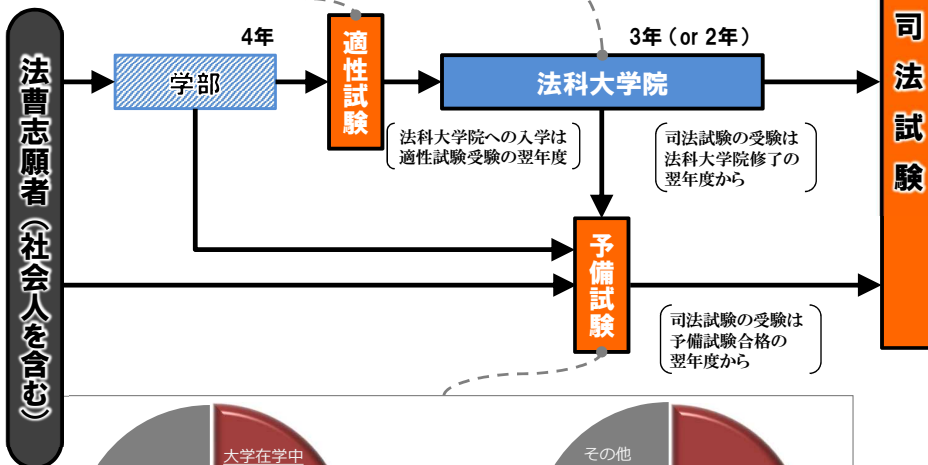 法曹志願者（社会人を含む）
4年
学部
適性試験
3年（or 2年）
法科大学院
法科大学院への入学は
適性試験受験の翌年度
司法試験の受験は
法科大学院修了の
翌年度から
予備試験
司法試験の受験は
予備試験合格の
翌年度から
司法試験
大学在学中
その他